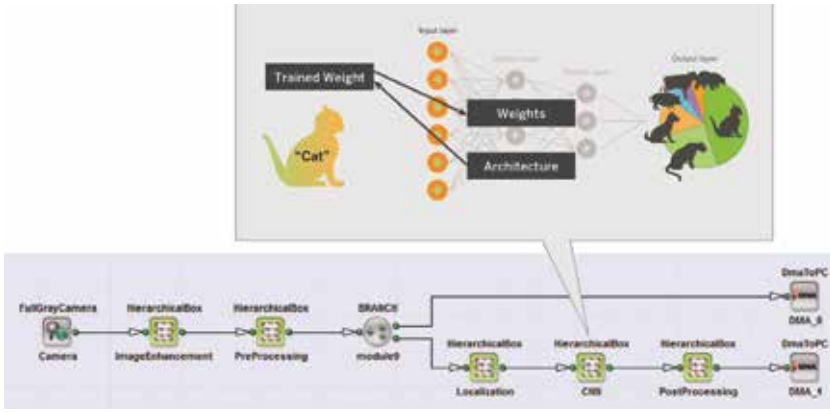 Input layer
Output layer
Trained Weight
Weights
"Cat"
Architecture
DmaToPC
FullGrayCamera
HierarchicalBox
HierarchicalBox
BRANCH
DMA_0
HierarchicalBox
HierarchicalBox
HierarchicalBox
DmaToPC
Camera
ImageEnhancement
PreProcessing
module0
Localization
CNN
PostProcessing
DMA_1